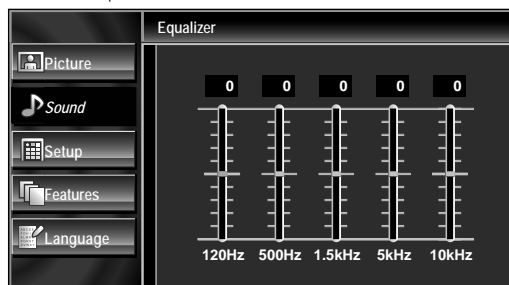 Equalizer
Picture
Sound
Setup
Features
Language
0 0 0 0 0
120Hz 500Hz 1.5kHz 5kHz 10kHz